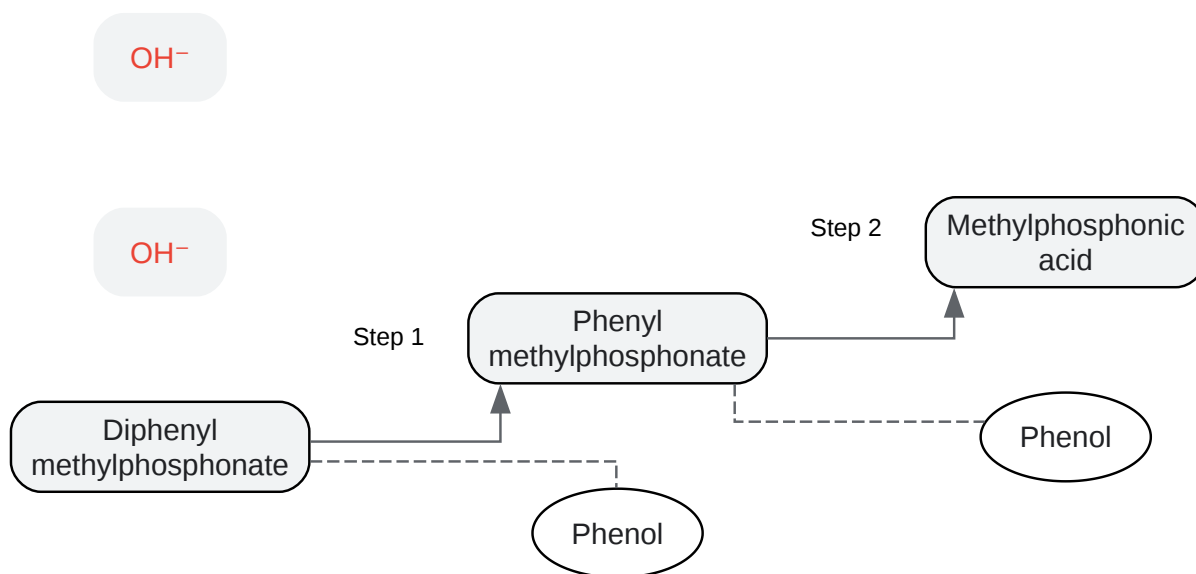 OH⁻
OH⁻
Step 2
Methylphosphonic
acid
Step 1
Phenyl
methylphosphonate
Diphenyl
methylphosphonate
Phenol
Phenol